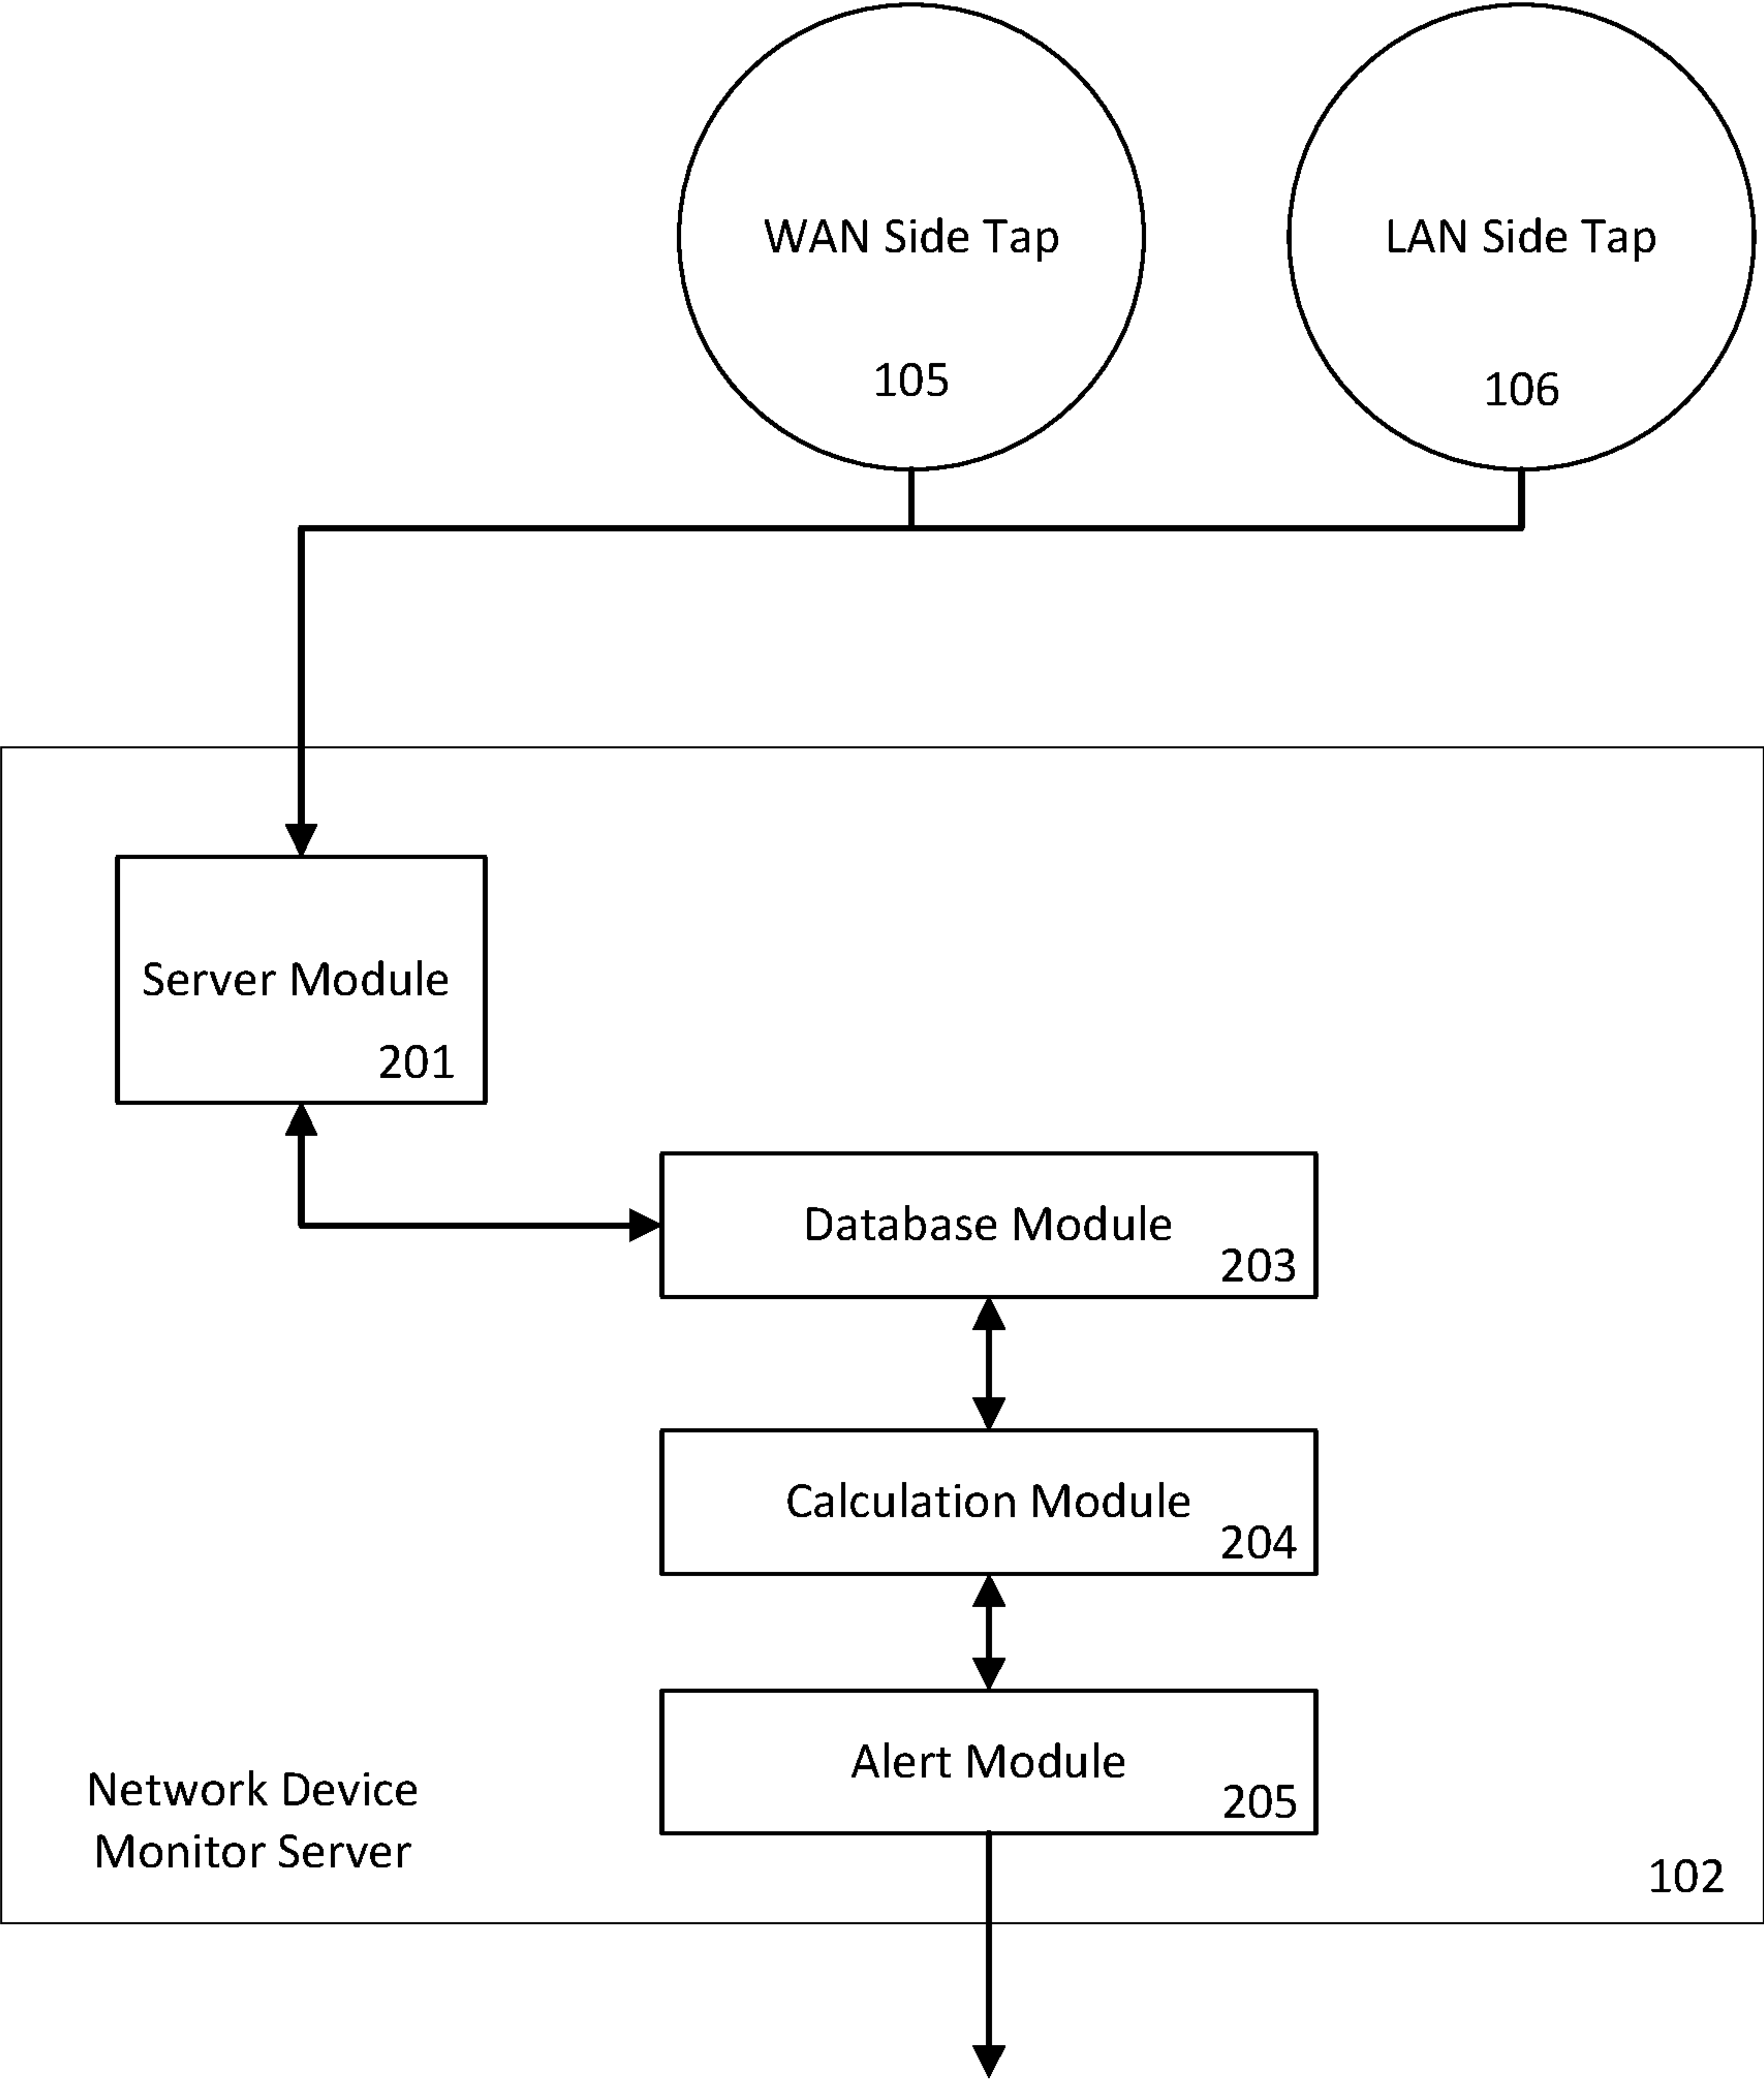 WAN Side Tap
105
LAN Side Tap
106
Server Module
201
Database Module
203
Calculation Module
204
Alert Module
205
Network Device
Monitor Server
102